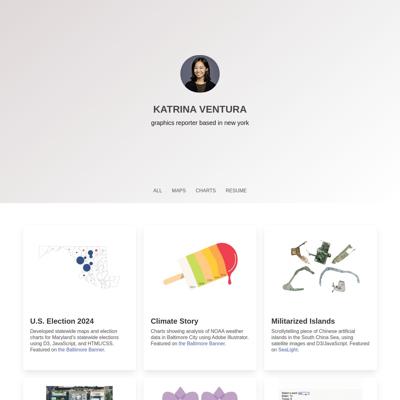 KATRINA VENTURA
graphics reporter based in new york
ALL MAPS CHARTS RESUME
U.S. Election 2024
Developed statewide maps and election
charts for Maryland's statewide elections
using D3, JavaScript, and HTML/CSS.
Featured on the Baltimore Banner.
Climate Story
Charts showing analysis of NOAA weather
data in Baltimore City using Adobe Illustrator.
Featured on the Baltimore Banner.
Militarized Islands
Scrollytelling piece of Chinese artificial
islands in the South China Sea, using
satellite images and D3/JavaScript. Featured
on SeaLight.